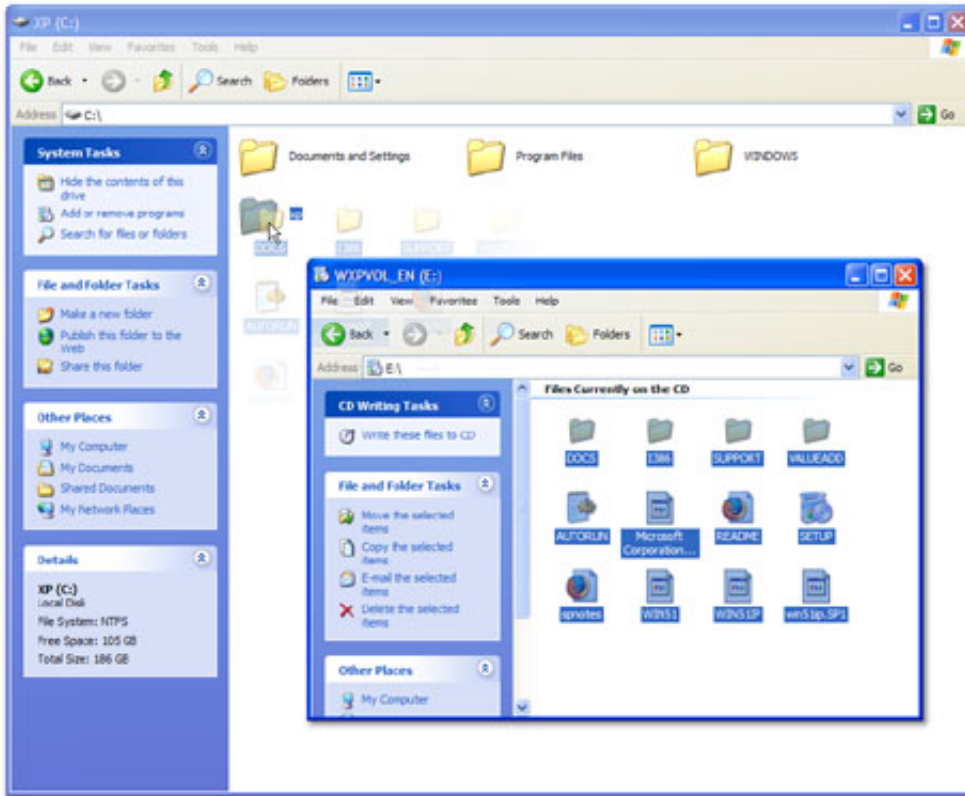 XP (C:)
File Edit View Favorites Tools Help
Back Search Folders
Address C:\ Go
System Tasks
Hide the contents of this
drive
Add or remove programs
Search for files or folders
File and Folder Tasks
Make a new folder
Publish this folder to the
Web
Share this folder
Other Places
My Computer
My Documents
Shared Documents
My Network Places
Details
XP (C:)
Local Disk
File System: NTFS
Free Space: 105 GB
Total Size: 186 GB
Documents and Settings Program Files WINDOWS
xp
DOCS I386 SUPPORT
AUTORUN
WXPVOL_EN (E:)
File Edit View Favorites Tools Help
Back Search Folders
Address E:\ Go
CD Writing Tasks
Write these files to CD
File and Folder Tasks
Move the selected
items
Copy the selected
items
E-mail the selected
items
Delete the selected
items
Other Places
My Computer
Files Currently on the CD
DOCS I386 SUPPORT VALUEADD
AUTORUN Microsoft README SETUP
Corporation...
spnotes WIN51 WIN51IP win51ip.SP1